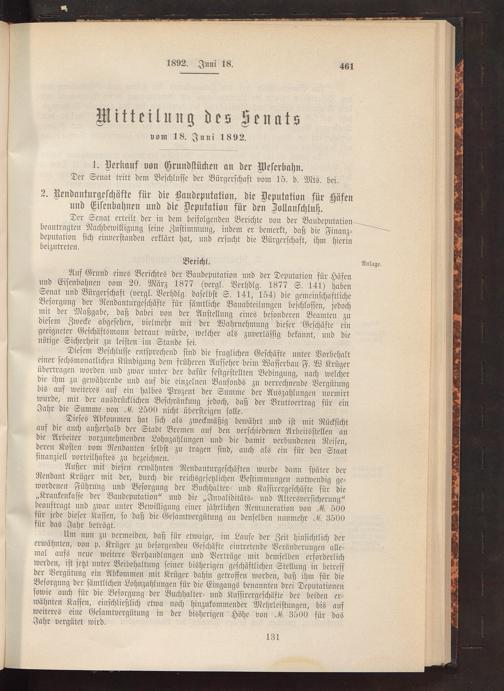 1892. Juni 18.
461
Mitteilung des Senats
vom 18. Juni 1892.
1. Verkauf von Grundstücken an der Weserbahn.
Der Senat tritt dem Beschlusse der Bürgerschaft vom 15. d. Mts. bei.
2. Rendanturgeschäfte für die Baudeputation, die Deputation für Häfen
und Eisenbahnen und die Deputation für den Zollanschluß.
Der Senat erteilt der in dem beifolgenden Berichte von der Baudeputation
beantragten Nachbewilligung seine Zustimmung, indem er bemerkt, daß die Finanz-
deputation sich einverstanden erklärt hat, und ersucht die Bürgerschaft, ihm hierin
beizutreten.
Bericht.
Anlage.
Auf Grund eines Berichtes der Baudeputation und der Deputation für Häfen
und Eisenbahnen vom 20. März 1877 (vergl. Verhdlg. 1877 S. 141) haben
Senat und Bürgerschaft (vergl. Verhdlg. daselbst S. 141, 154) die gemeinschaftliche
Besorgung der Rendanturgeschäfte für sämtliche Bauabteilungen beschlossen, jedoch
mit der Maßgabe, daß dabei von der Anstellung eines besonderen Beamten zu
diesem Zwecke abgesehen, vielmehr mit der Wahrnehmung dieser Geschäfte ein
geeigneter Geschäftsmann betraut würde, welcher als zuverlässig bekannt, und die
nötige Sicherheit zu leisten im Stande sei.
Diesem Beschlusse entsprechend sind die fraglichen Geschäfte unter Vorbehalt
einer sechsmonatlichen Kündigung dem früheren Aufseher beim Wasserbau F. W Krüger
übertragen worden und zwar unter der dafür festgestellten Bedingung, nach welcher
die ihm zu gewährende und auf die einzelnen Baufonds zu verrechnende Vergütung
bis auf weiteres auf ein halbes Prozent der Summe der Auszahlungen normirt
wurde, mit der ausdrücklichen Beschränkung jedoch, daß der Bruttoertrag für ein
Jahr die Summe von ℳ 2500 nicht übersteigen solle.
Dieses Abkommen hat sich als zweckmäßig bewährt und ist mit Rücksicht
auf die auch außerhalb der Stadt Bremen auf den verschiedenen Arbeitsstellen an
die Arbeiter vorzunehmenden Lohnzahlungen und die damit verbundenen Reisen,
deren Kosten vom Rendanten selbst zu tragen sind, auch als ein für den Staat
finanziell vorteilhaftes zu bezeichnen.
Außer mit diesen erwähnten Rendanturgeschäften wurde dann später der
Rendant Krüger mit der, durch die reichsgesetzlichen Bestimmungen notwendig ge-
wordenen Führung und Besorgung der Buchhalter- und Kassirergeschäfte für die
„Krankenkasse der Baudeputation“ und die „Invaliditäts- und Altersversicherung“
beauftragt und zwar unter Bewilligung einer jährlichen Remuneration von ℳ 500
für jede dieser Kassen, so daß die Gesamtvergütung an denselben nunmehr ℳ 3500
für das Jahr beträgt.
Um nun zu vermeiden, daß für etwaige, im Laufe der Zeit hinsichtlich der
erwähnten, von p. Krüger zu besorgenden Geschäfte eintretende Veränderungen alle-
mal aufs neue weitere Verhandlungen und Verträge mit demselben erforderlich
werden, ist jetzt unter Beibehaltung seiner bisherigen geschäftlichen Stellung in betreff
der Vergütung ein Abkommen mit Krüger dahin getroffen worden, daß ihm für die
Besorgung der sämtlichen Lohnzahlungen für die Eingangs benannten drei Deputationen
sowie auch für die Besorgung der Buchhalter- und Kassirergeschäfte der beiden er-
wähnten Kassen, einschließlich etwa noch hinzukommender Mehrleistungen, bis auf
weiteres eine Gesamtvergütung in der bisherigen Höhe von ℳ 3500 für das
Jahr vergütet wird.
131